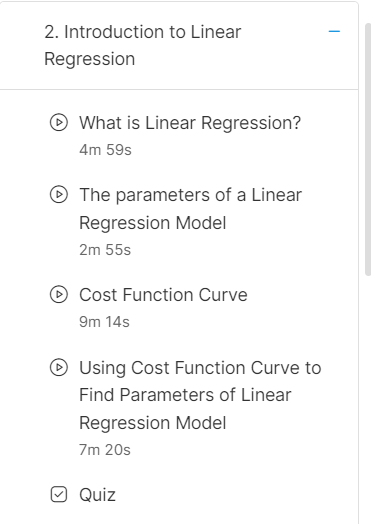 2. Introduction to Linear
Regression
What is Linear Regression?
4m 59s
The parameters of a Linear
Regression Model
2m 55s
Cost Function Curve
9m 14s
Using Cost Function Curve to
Find Parameters of Linear
Regression Model
7m 20s
Quiz